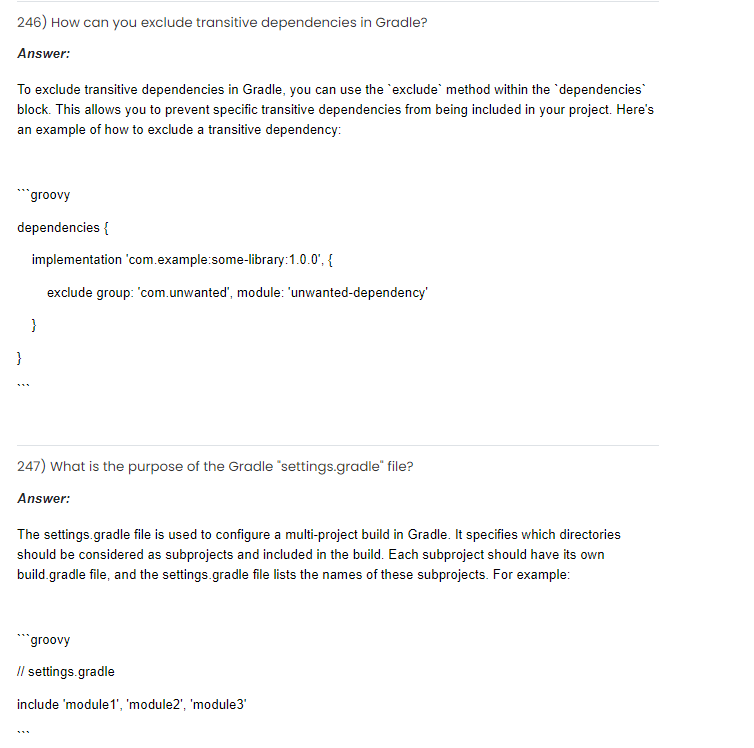 246) How can you exclude transitive dependencies in Gradle?
Answer:
To exclude transitive dependencies in Gradle, you can use the `exclude` method within the `dependencies`
block. This allows you to prevent specific transitive dependencies from being included in your project. Here's
an example of how to exclude a transitive dependency:
```groovy
dependencies {
implementation 'com.example:some-library:1.0.0', {
exclude group: 'com.unwanted', module: 'unwanted-dependency'
}
}
```
247) What is the purpose of the Gradle "settings.gradle" file?
Answer:
The settings.gradle file is used to configure a multi-project build in Gradle. It specifies which directories
should be considered as subprojects and included in the build. Each subproject should have its own
build.gradle file, and the settings.gradle file lists the names of these subprojects. For example:
```groovy
// settings.gradle
include 'module1', 'module2', 'module3'
```